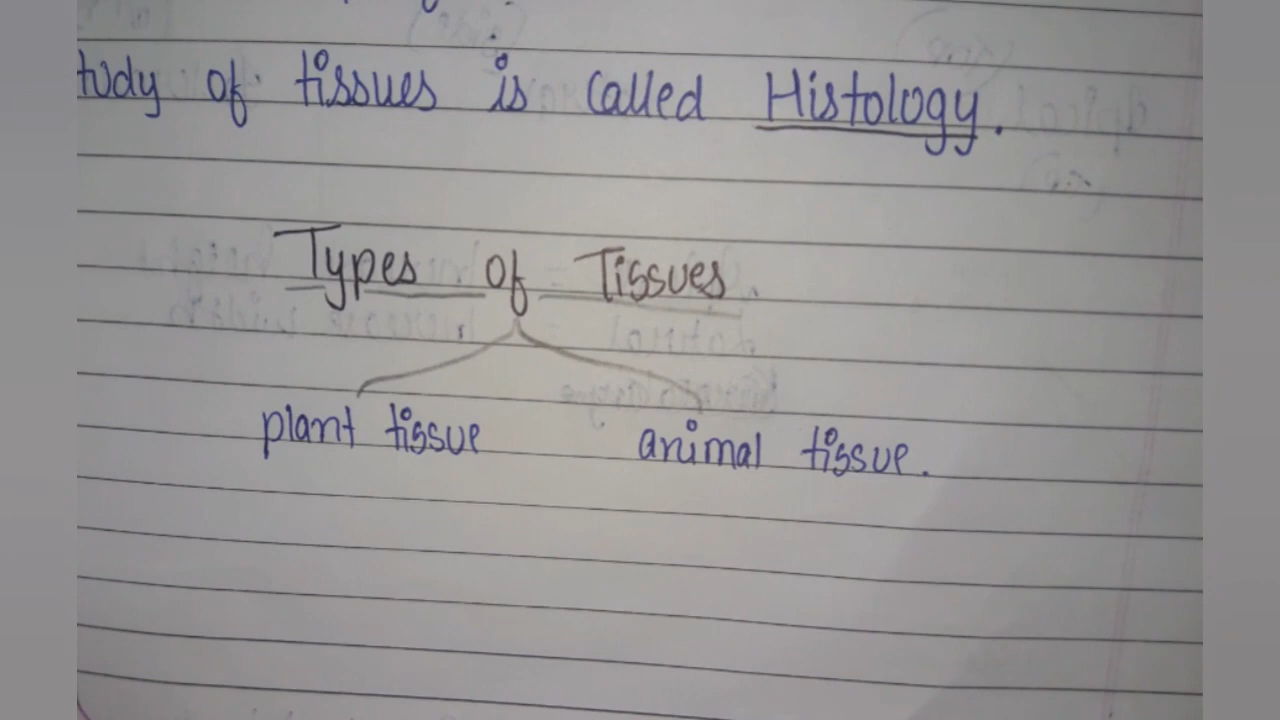 tudy of tissues is called Histology.
Types of Tissues
plant tissue animal tissue.